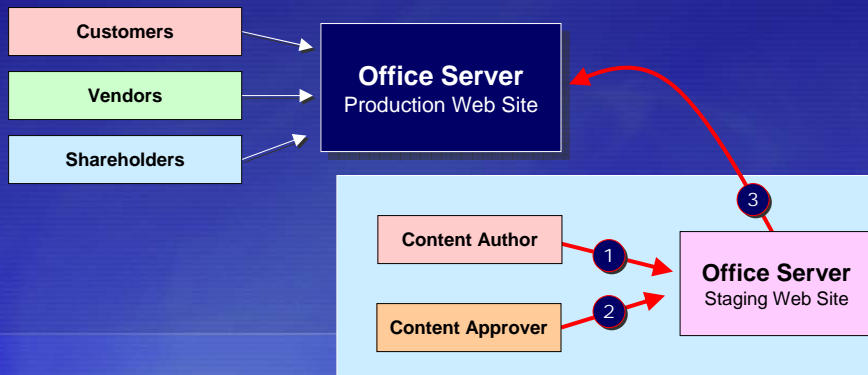 Customers
Vendors
Shareholders
Office Server
Production Web Site
3
Content Author
1
Content Approver
2
Office Server
Staging Web Site